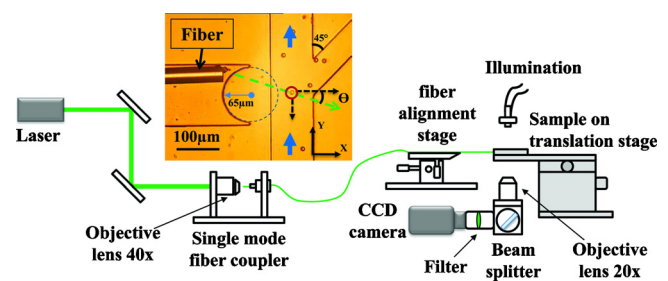 Fiber
45°
65μm
Θ
100μm
Y
X
Laser
Objective
lens 40x
Single mode
fiber coupler
fiber
alignment
stage
Illumination
Sample on
translation stage
CCD
camera
Filter
Beam
splitter
Objective
lens 20x